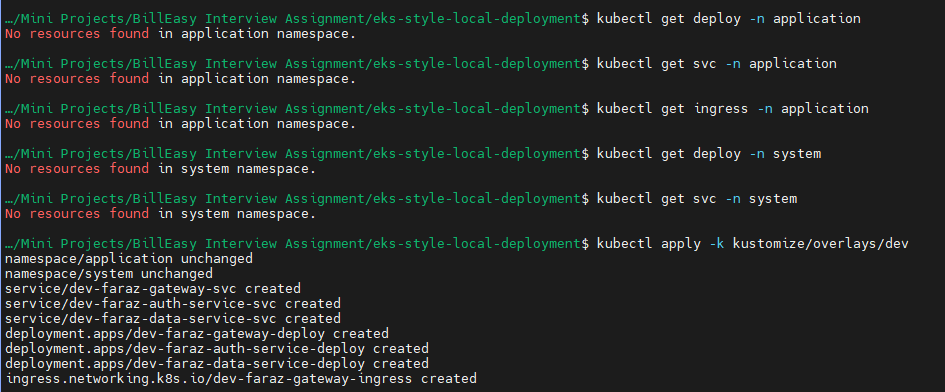 …/Mini Projects/BillEasy Interview Assignment/eks-style-local-deployment$ kubectl get deploy -n application
No resources found in application namespace.
…/Mini Projects/BillEasy Interview Assignment/eks-style-local-deployment$ kubectl get svc -n application
No resources found in application namespace.
…/Mini Projects/BillEasy Interview Assignment/eks-style-local-deployment$ kubectl get ingress -n application
No resources found in application namespace.
…/Mini Projects/BillEasy Interview Assignment/eks-style-local-deployment$ kubectl get deploy -n system
No resources found in system namespace.
…/Mini Projects/BillEasy Interview Assignment/eks-style-local-deployment$ kubectl get svc -n system
No resources found in system namespace.
…/Mini Projects/BillEasy Interview Assignment/eks-style-local-deployment$ kubectl apply -k kustomize/overlays/dev
namespace/application unchanged
namespace/system unchanged
service/dev-faraz-gateway-svc created
service/dev-faraz-auth-service-svc created
service/dev-faraz-data-service-svc created
deployment.apps/dev-faraz-gateway-deploy created
deployment.apps/dev-faraz-auth-service-deploy created
deployment.apps/dev-faraz-data-service-deploy created
ingress.networking.k8s.io/dev-faraz-gateway-ingress created